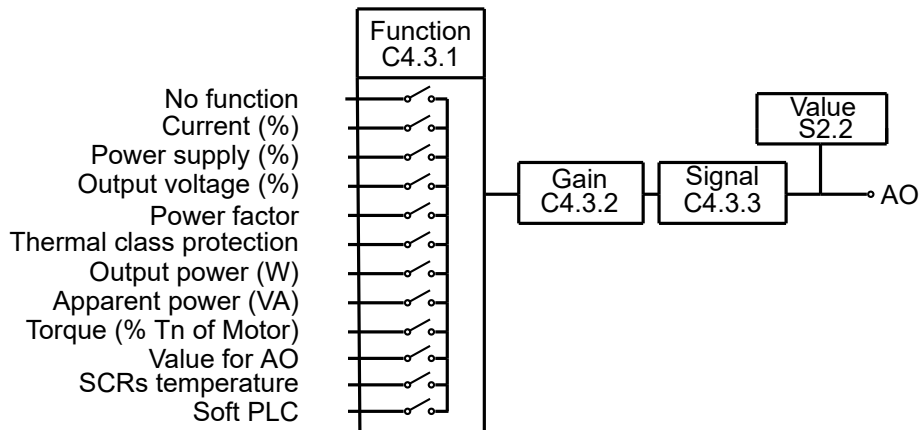 Function
C4.3.1
No function
Current (%)
Power supply (%)
Output voltage (%)
Power factor
Thermal class protection
Output power (W)
Apparent power (VA)
Torque (% Tn of Motor)
Value for AO
SCRs temperature
Soft PLC
Gain
C4.3.2
Signal
C4.3.3
Value
S2.2
AO